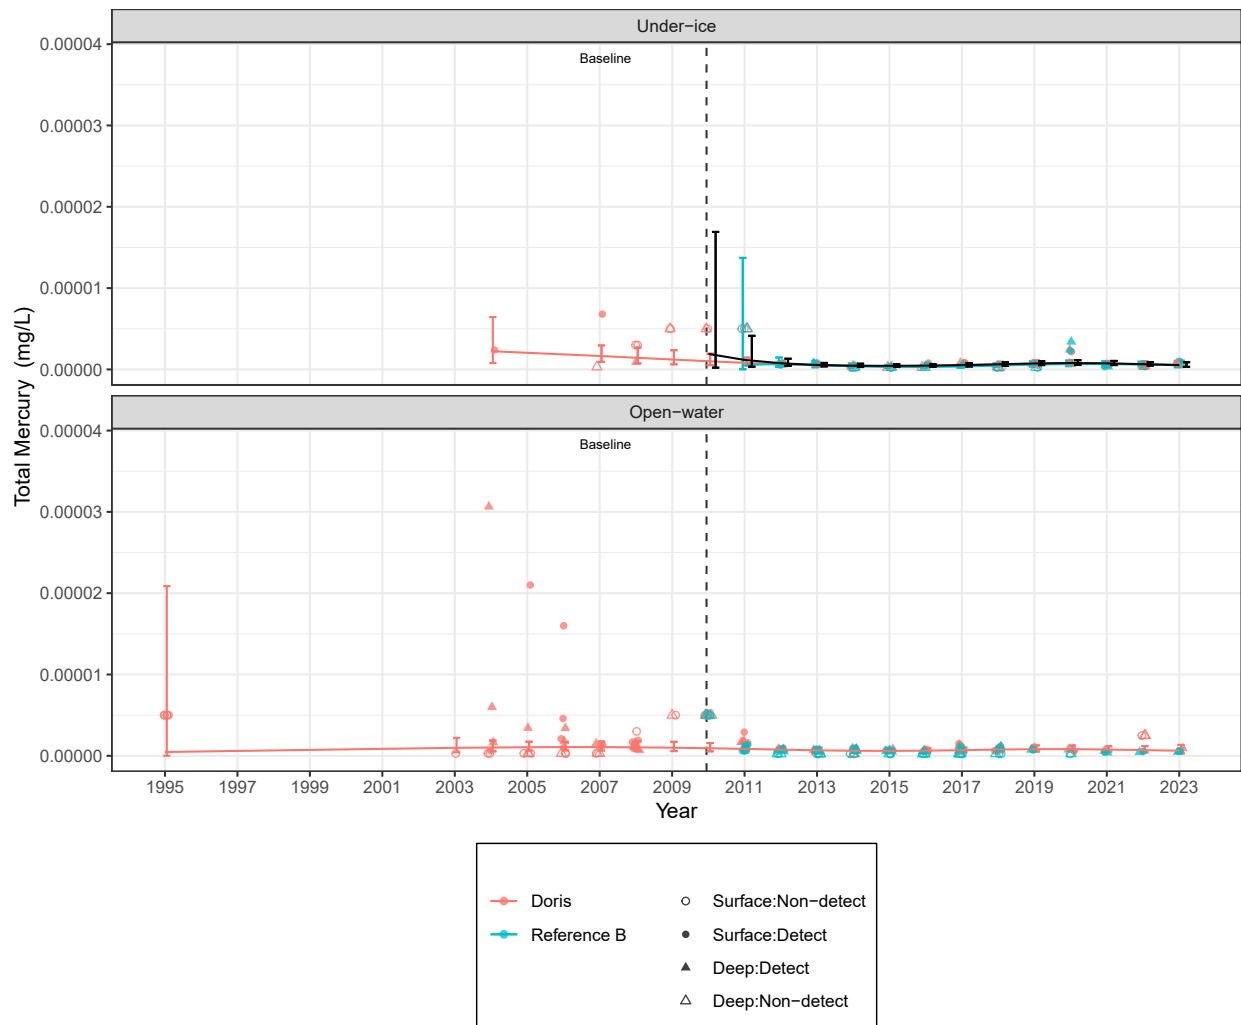 Under−ice
0.00004
0.00003
0.00002
0.00001
0.00000
Baseline
Open−water
0.00004
0.00003
0.00002
0.00001
0.00000
Baseline
Total Mercury (mg/L)
1995 1997 1999 2001 2003 2005 2007 2009 2011 2013 2015 2017 2019 2021 2023
Year
Doris
Reference B
Surface:Non−detect
Surface:Detect
Deep:Detect
Deep:Non−detect